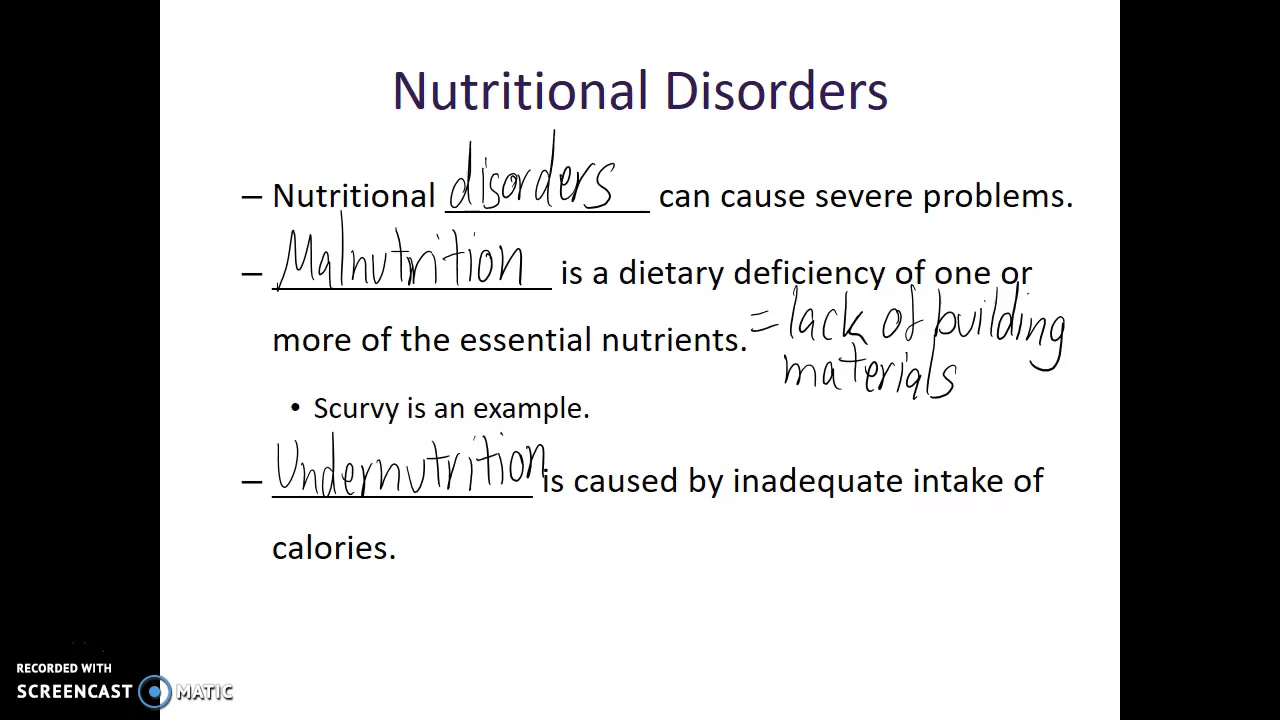 Nutritional Disorders
– Nutritional disorders can cause severe problems.
– Malnutrition is a dietary deficiency of one or
more of the essential nutrients. = lack of building
materials
• Scurvy is an example.
– Undernutrition is caused by inadequate intake of
calories.
RECORDED WITH
SCREENCAST MATIC